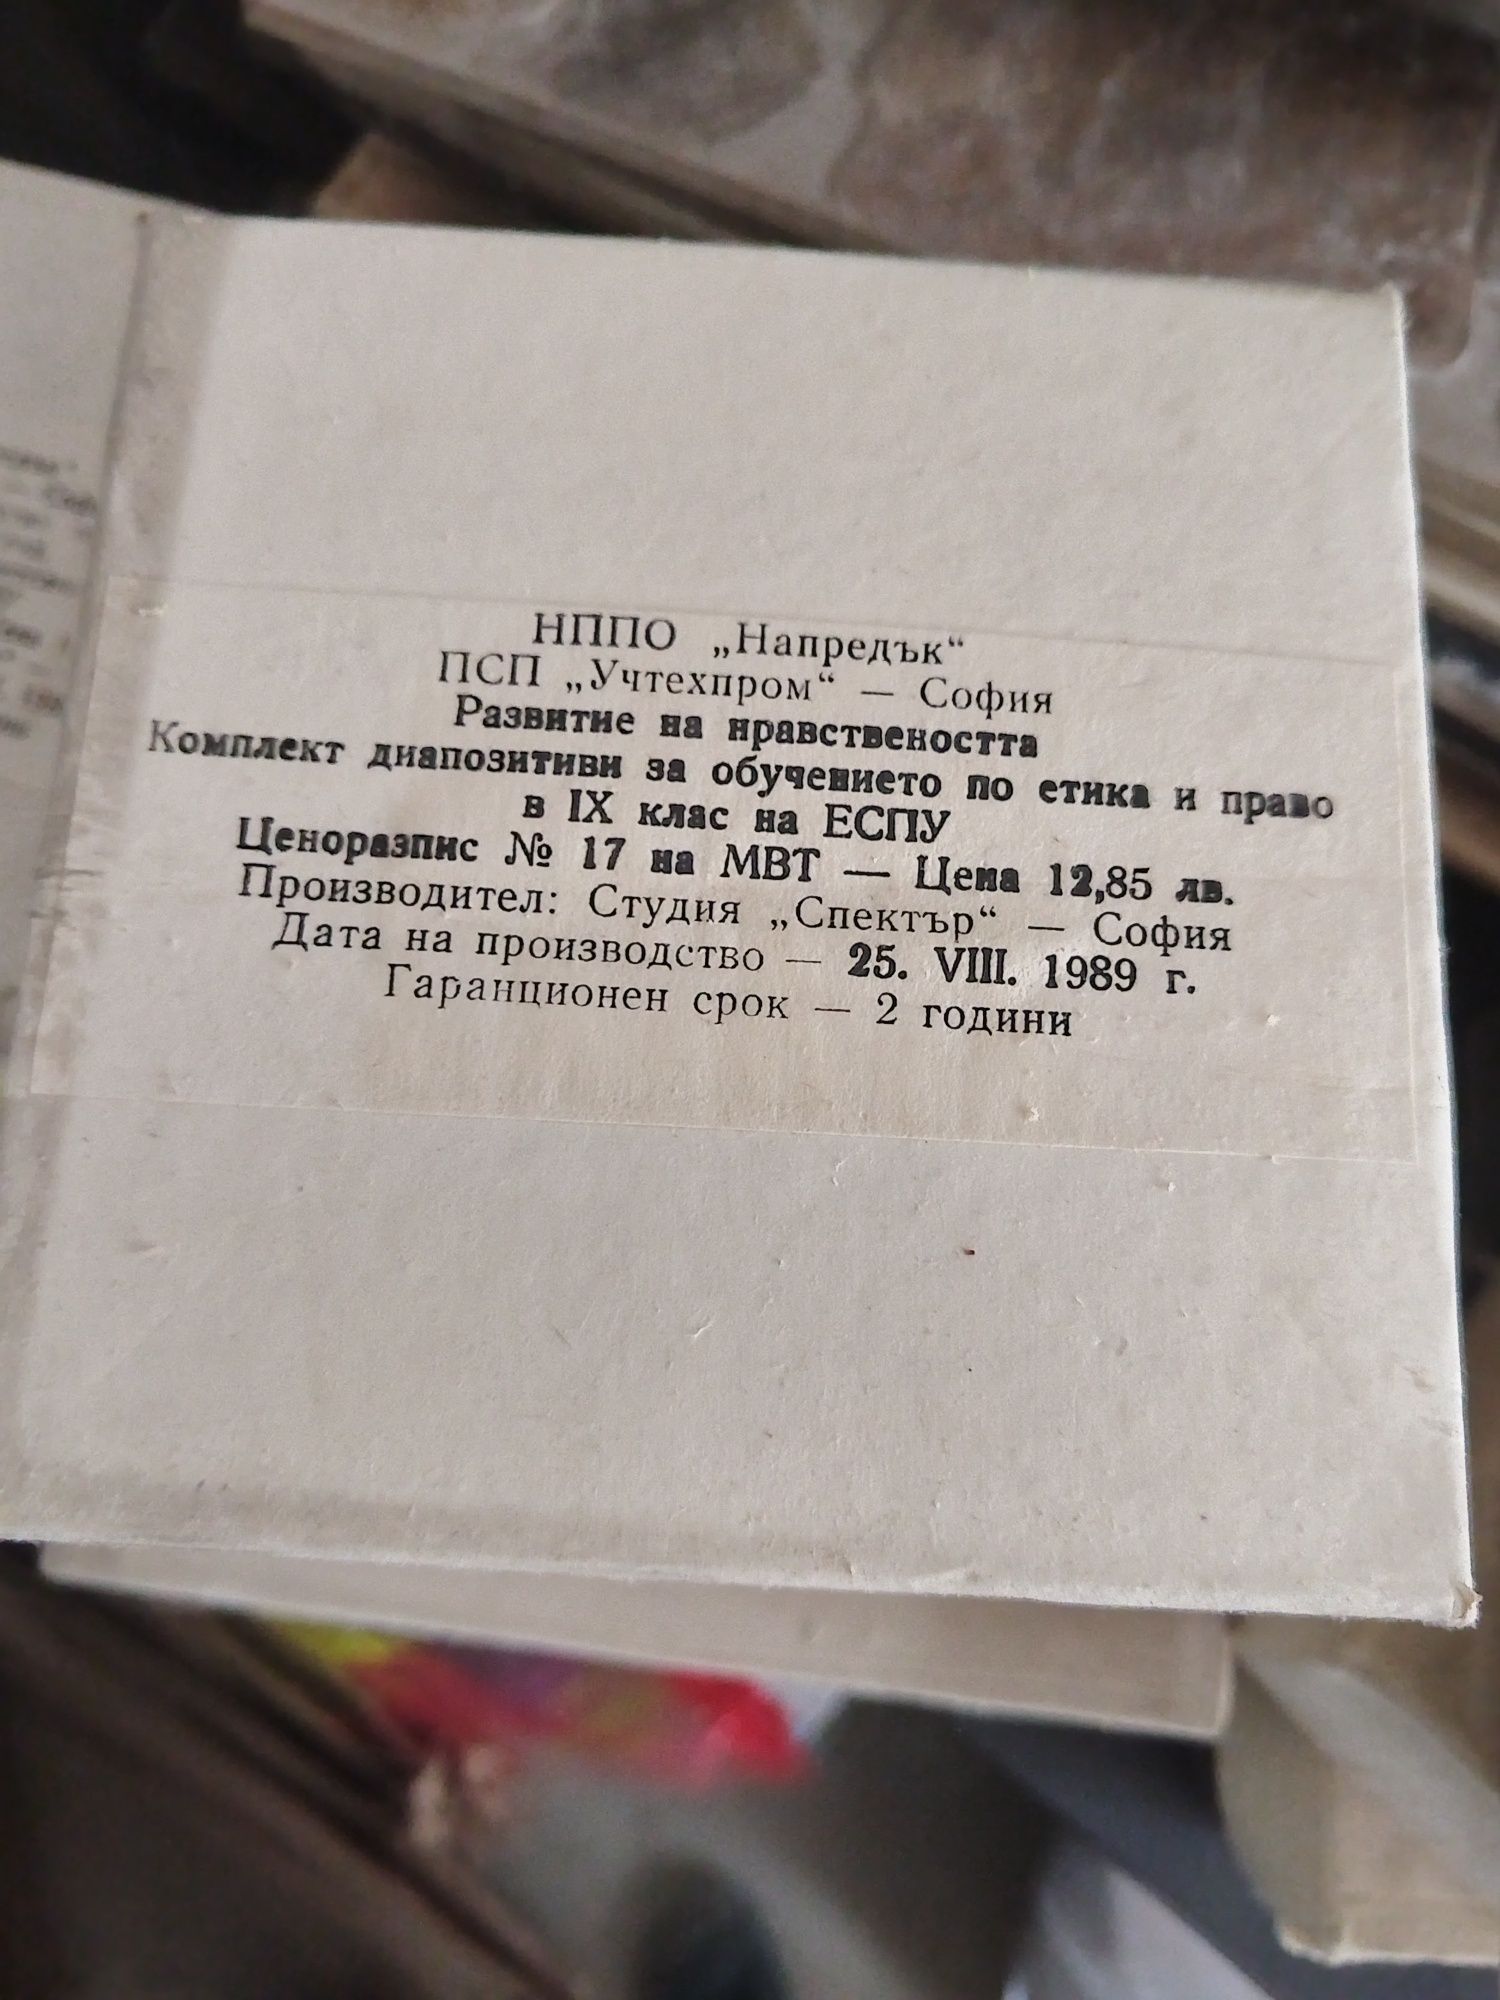 НППО „Напредък“
ПСП „Учтехпром“ — София
Развитие на нравствеността
Комплект диапозитиви за обучението по етика и право
в IX клас на ЕСПУ
Ценоразпис № 17 на МВТ — Цена 12,85 лв.
Производител: Студия „Спектър“ — София
Дата на производство — 25. VIII. 1989 г.
Гаранционен срок — 2 години